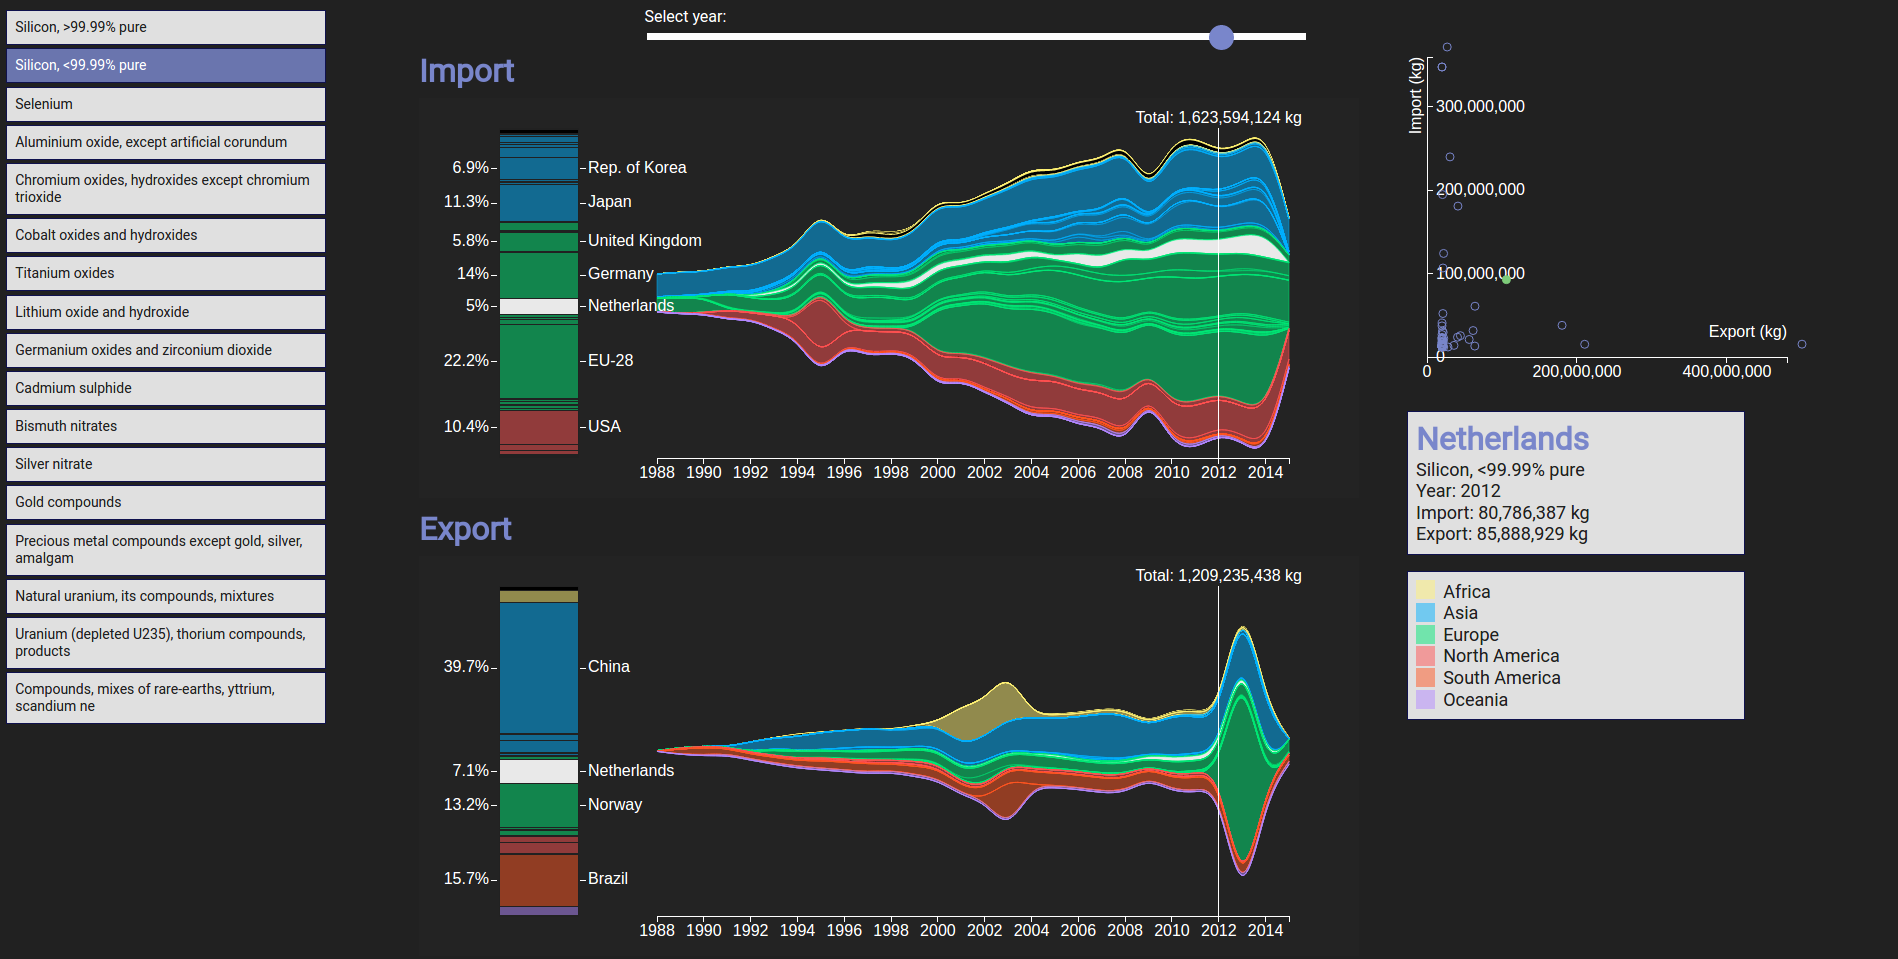 Silicon, >99.99% pure
Silicon, <99.99% pure
Selenium
Aluminium oxide, except artificial corundum
Chromium oxides, hydroxides except chromium
trioxide
Cobalt oxides and hydroxides
Titanium oxides
Lithium oxide and hydroxide
Germanium oxides and zirconium dioxide
Cadmium sulphide
Bismuth nitrates
Silver nitrate
Gold compounds
Precious metal compounds except gold, silver,
amalgam
Natural uranium, its compounds, mixtures
Uranium (depleted U235), thorium compounds,
products
Compounds, mixes of rare-earths, yttrium,
scandium ne
Select year:
Import
Total: 1,623,594,124 kg
6.9% Rep. of Korea
11.3% Japan
5.8% United Kingdom
14% Germany
5% Netherlands
22.2% EU-28
10.4% USA
1988 1990 1992 1994 1996 1998 2000 2002 2004 2006 2008 2010 2012 2014
Export
Total: 1,209,235,438 kg
39.7% China
7.1% Netherlands
13.2% Norway
15.7% Brazil
1988 1990 1992 1994 1996 1998 2000 2002 2004 2006 2008 2010 2012 2014
Import (kg)
300,000,000
200,000,000
100,000,000
0
Export (kg)
0 200,000,000 400,000,000
Netherlands
Silicon, <99.99% pure
Year: 2012
Import: 80,786,387 kg
Export: 85,888,929 kg
Africa
Asia
Europe
North America
South America
Oceania